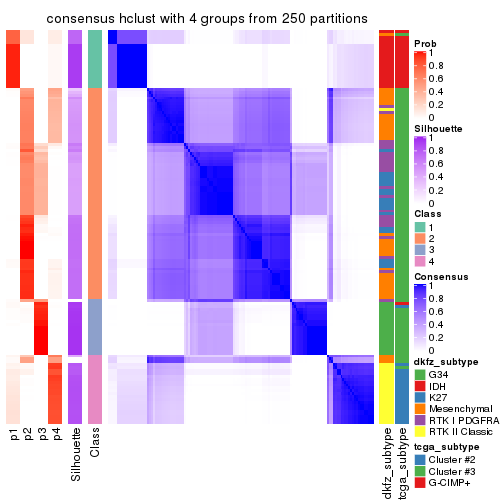 consensus hclust with 4 groups from 250 partitions
Prob
1
0.8
0.6
0.4
0.2
0
Silhouette
1
0.8
0.6
0.4
0.2
0
Class
1
2
3
4
Consensus
1
0.8
0.6
0.4
0.2
0
dkfz_subtype
G34
IDH
K27
Mesenchymal
RTK I PDGFRA
RTK II Classic
tcga_subtype
Cluster #2
Cluster #3
G-CIMP+
p1
p2
p3
p4
Silhouette
Class
dkfz_subtype
tcga_subtype